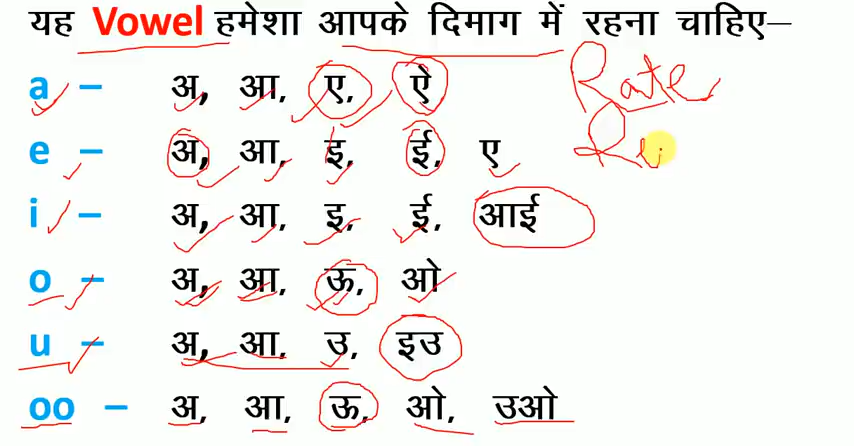 यह Vowel हमेशा आपके दिमाग में रहना चाहिए–
a – अ, आ, ए, ऐ
Rate
e – अ, आ, इ, ई, ए
i – अ, आ, इ, ई, आई
o – अ, आ, ऊ, ओ
u – अ, आ, उ, इउ
oo – अ, आ, ऊ, ओ, उओ